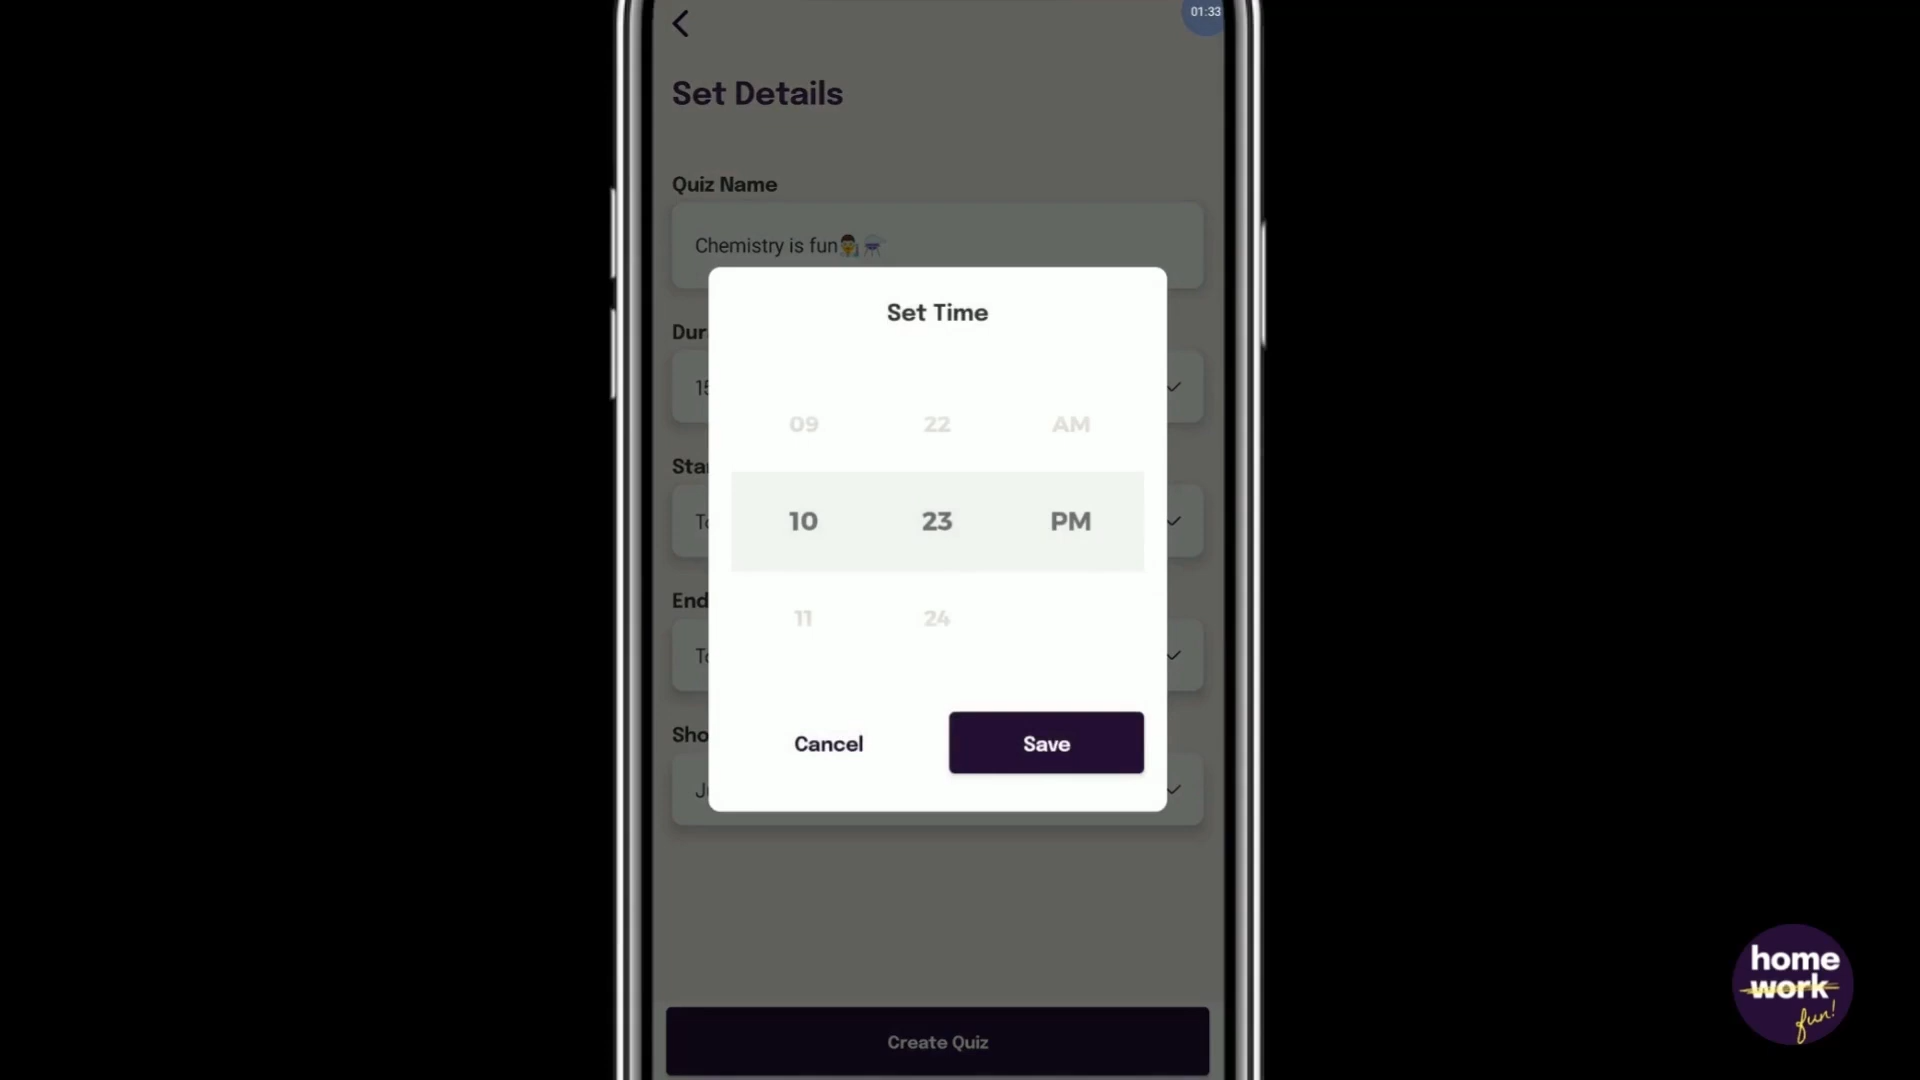 01:33
Set Details
Quiz Name
Chemistry is fun👨‍🔬⚗️
Set Time
09 22 AM
10 23 PM
11 24
Cancel Save
End
Create Quiz
home
work
fun!